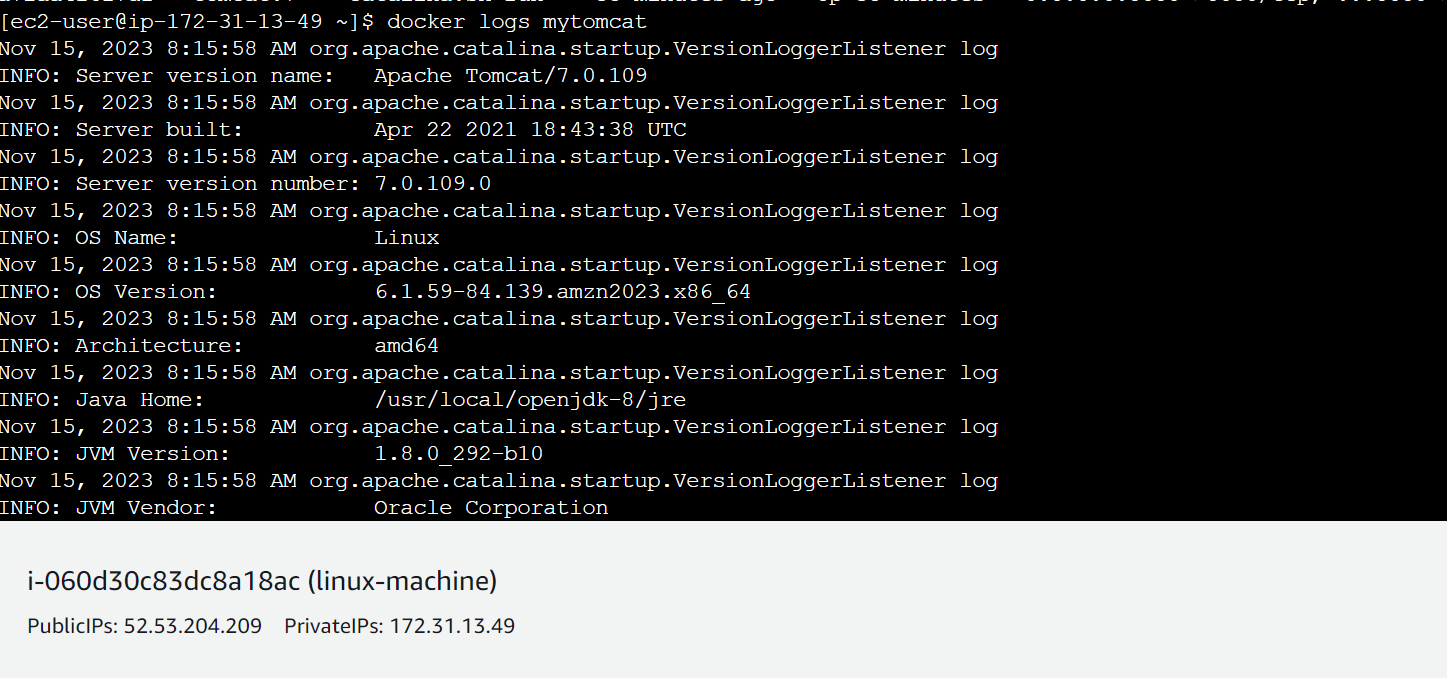 [ec2-user@ip-172-31-13-49 ~]$ docker logs mytomcat
Nov 15, 2023 8:15:58 AM org.apache.catalina.startup.VersionLoggerListener log
INFO: Server version name:   Apache Tomcat/7.0.109
Nov 15, 2023 8:15:58 AM org.apache.catalina.startup.VersionLoggerListener log
INFO: Server built:          Apr 22 2021 18:43:38 UTC
Nov 15, 2023 8:15:58 AM org.apache.catalina.startup.VersionLoggerListener log
INFO: Server version number: 7.0.109.0
Nov 15, 2023 8:15:58 AM org.apache.catalina.startup.VersionLoggerListener log
INFO: OS Name:               Linux
Nov 15, 2023 8:15:58 AM org.apache.catalina.startup.VersionLoggerListener log
INFO: OS Version:            6.1.59-84.139.amzn2023.x86_64
Nov 15, 2023 8:15:58 AM org.apache.catalina.startup.VersionLoggerListener log
INFO: Architecture:          amd64
Nov 15, 2023 8:15:58 AM org.apache.catalina.startup.VersionLoggerListener log
INFO: Java Home:             /usr/local/openjdk-8/jre
Nov 15, 2023 8:15:58 AM org.apache.catalina.startup.VersionLoggerListener log
INFO: JVM Version:           1.8.0_292-b10
Nov 15, 2023 8:15:58 AM org.apache.catalina.startup.VersionLoggerListener log
INFO: JVM Vendor:            Oracle Corporation
i-060d30c83dc8a18ac (linux-machine)
PublicIPs: 52.53.204.209    PrivateIPs: 172.31.13.49